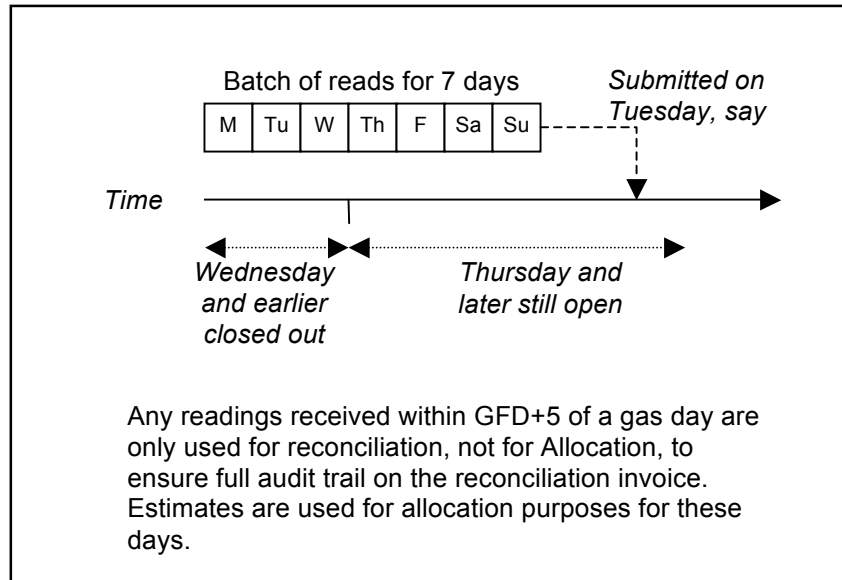 Batch of reads for 7 days
Submitted on
Tuesday, say
M Tu W Th F Sa Su
Time
Wednesday
and earlier
closed out
Thursday and
later still open
Any readings received within GFD+5 of a gas day are
only used for reconciliation, not for Allocation, to
ensure full audit trail on the reconciliation invoice.
Estimates are used for allocation purposes for these
days.